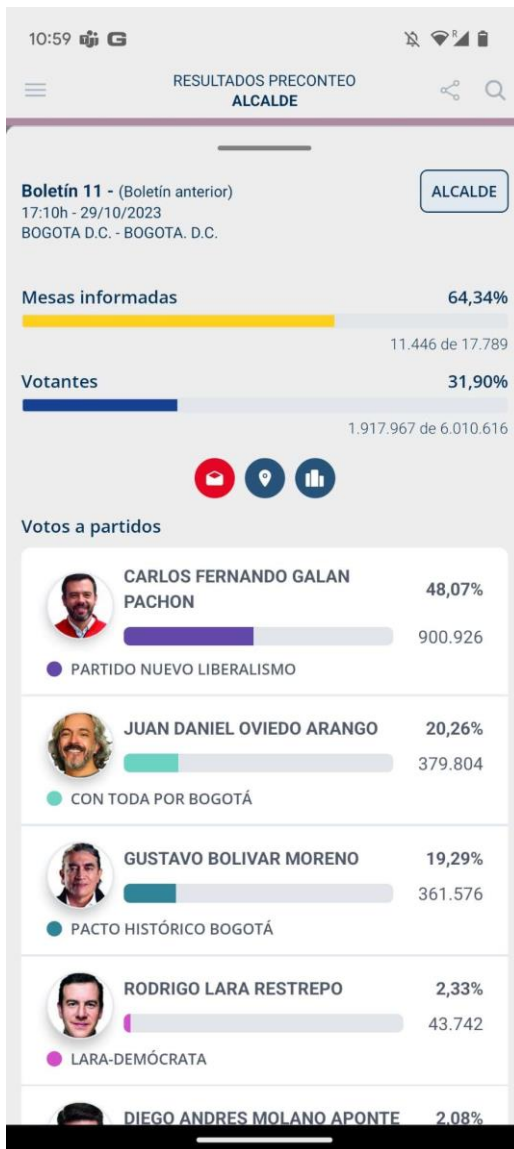 10:59
RESULTADOS PRECONTEO
ALCALDE
Boletín 11 - (Boletín anterior)
ALCALDE
17:10h - 29/10/2023
BOGOTA D.C. - BOGOTA. D.C.
Mesas informadas 64,34%
11.446 de 17.789
Votantes 31,90%
1.917.967 de 6.010.616
Votos a partidos
CARLOS FERNANDO GALAN
PACHON
48,07%
900.926
PARTIDO NUEVO LIBERALISMO
JUAN DANIEL OVIEDO ARANGO 20,26%
379.804
CON TODA POR BOGOTÁ
GUSTAVO BOLIVAR MORENO 19,29%
361.576
PACTO HISTÓRICO BOGOTÁ
RODRIGO LARA RESTREPO 2,33%
43.742
LARA-DEMÓCRATA
DIEGO ANDRES MOLANO APONTE 2,08%